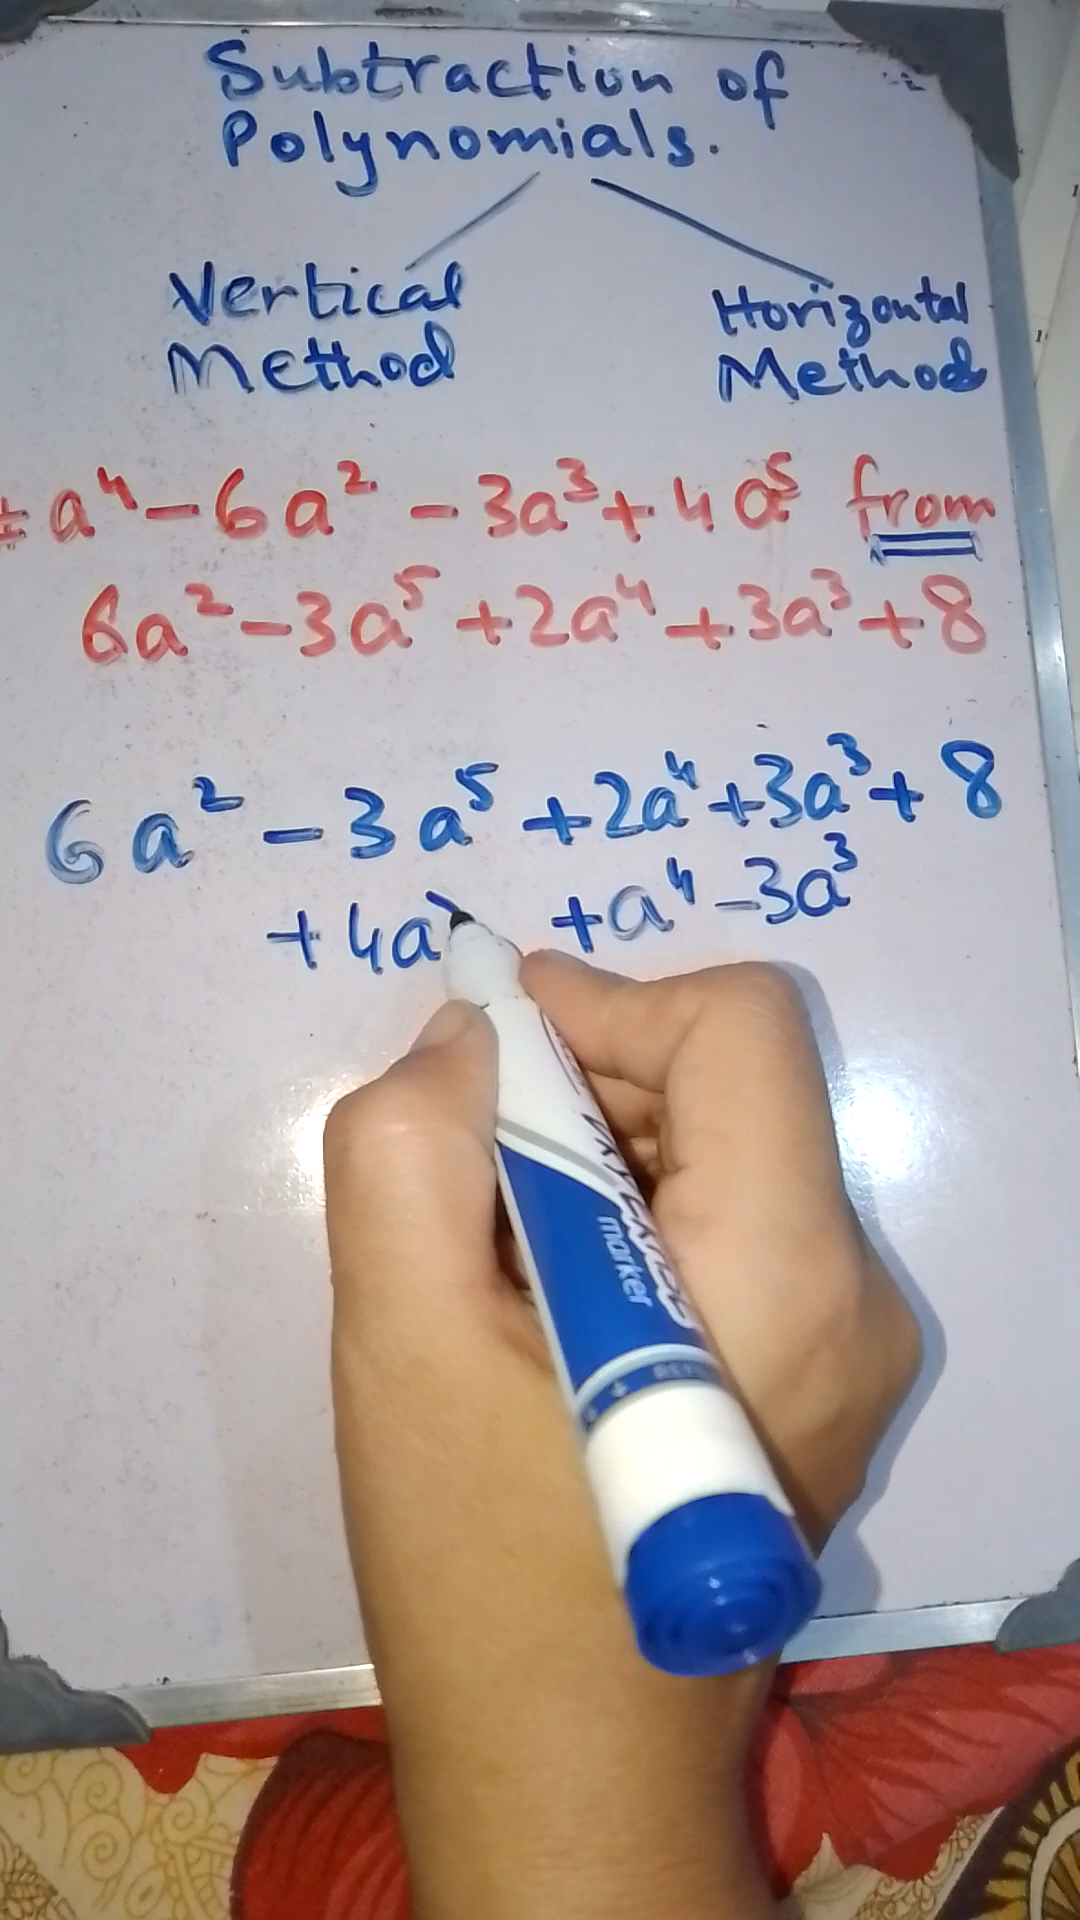 Subtraction of
Polynomials.
Vertical
Method
Horizontal
Method
a⁴ - 6a² - 3a³ + 4a⁵ from
6a² - 3a⁵ + 2a⁴ + 3a³ + 8
6a² - 3a⁵ + 2a⁴ + 3a³ + 8
+ 4a + a⁴ - 3a³
marker